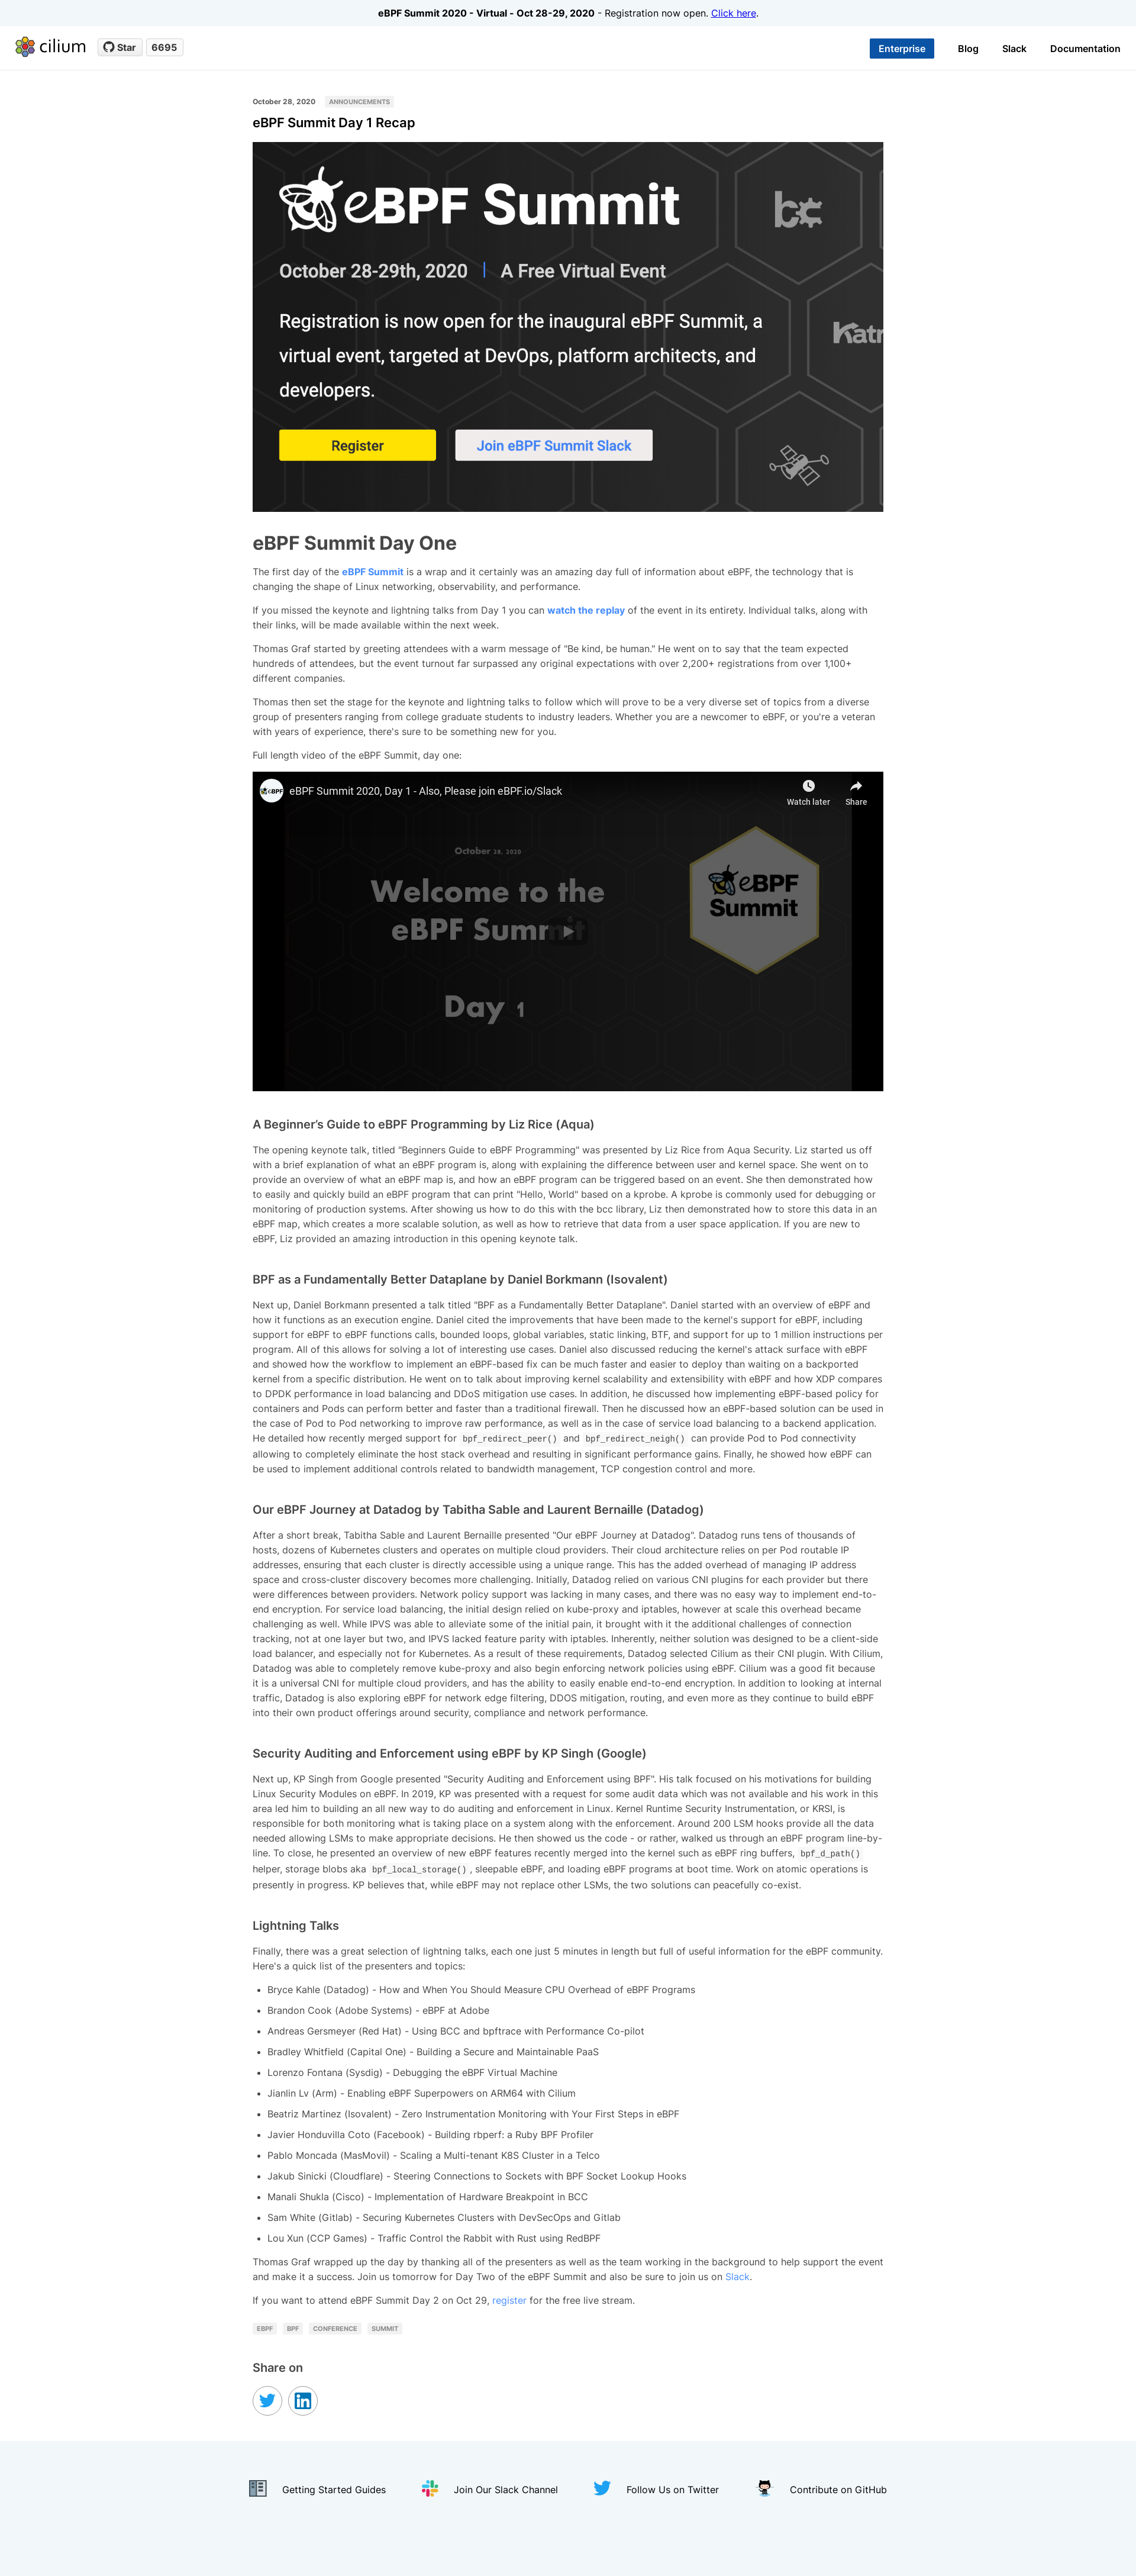 eBPF Summit 2020 - Virtual - Oct 28-29, 2020 - Registration now open. Click here.
cilium
Star 6695
Enterprise Blog Slack Documentation
October 28, 2020 ANNOUNCEMENTS
eBPF Summit Day 1 Recap
eBPF Summit
October 28-29th, 2020 | A Free Virtual Event
Registration is now open for the inaugural eBPF Summit, a
virtual event, targeted at DevOps, platform architects, and
developers.
Register Join eBPF Summit Slack
eBPF Summit Day One
The first day of the eBPF Summit is a wrap and it certainly was an amazing day full of information about eBPF, the technology that is
changing the shape of Linux networking, observability, and performance.
If you missed the keynote and lightning talks from Day 1 you can watch the replay of the event in its entirety. Individual talks, along with
their links, will be made available within the next week.
Thomas Graf started by greeting attendees with a warm message of "Be kind, be human." He went on to say that the team expected
hundreds of attendees, but the event turnout far surpassed any original expectations with over 2,200+ registrations from over 1,100+
different companies.
Thomas then set the stage for the keynote and lightning talks to follow which will prove to be a very diverse set of topics from a diverse
group of presenters ranging from college graduate students to industry leaders. Whether you are a newcomer to eBPF, or you're a veteran
with years of experience, there's sure to be something new for you.
Full length video of the eBPF Summit, day one:
eBPF Summit 2020, Day 1 - Also, Please join eBPF.io/Slack
Watch later Share
October 28, 2020
Welcome to the
eBPF Summit
Day 1
eBPF
Summit
A Beginner’s Guide to eBPF Programming by Liz Rice (Aqua)
The opening keynote talk, titled "Beginners Guide to eBPF Programming" was presented by Liz Rice from Aqua Security. Liz started us off
with a brief explanation of what an eBPF program is, along with explaining the difference between user and kernel space. She went on to
provide an overview of what an eBPF map is, and how an eBPF program can be triggered based on an event. She then demonstrated how
to easily and quickly build an eBPF program that can print "Hello, World" based on a kprobe. A kprobe is commonly used for debugging or
monitoring of production systems. After showing us how to do this with the bcc library, Liz then demonstrated how to store this data in an
eBPF map, which creates a more scalable solution, as well as how to retrieve that data from a user space application. If you are new to
eBPF, Liz provided an amazing introduction in this opening keynote talk.
BPF as a Fundamentally Better Dataplane by Daniel Borkmann (Isovalent)
Next up, Daniel Borkmann presented a talk titled "BPF as a Fundamentally Better Dataplane". Daniel started with an overview of eBPF and
how it functions as an execution engine. Daniel cited the improvements that have been made to the kernel's support for eBPF, including
support for eBPF to eBPF functions calls, bounded loops, global variables, static linking, BTF, and support for up to 1 million instructions per
program. All of this allows for solving a lot of interesting use cases. Daniel also discussed reducing the kernel's attack surface with eBPF
and showed how the workflow to implement an eBPF-based fix can be much faster and easier to deploy than waiting on a backported
kernel from a specific distribution. He went on to talk about improving kernel scalability and extensibility with eBPF and how XDP compares
to DPDK performance in load balancing and DDoS mitigation use cases. In addition, he discussed how implementing eBPF-based policy for
containers and Pods can perform better and faster than a traditional firewall. Then he discussed how an eBPF-based solution can be used in
the case of Pod to Pod networking to improve raw performance, as well as in the case of service load balancing to a backend application.
He detailed how recently merged support for bpf_redirect_peer() and bpf_redirect_neigh() can provide Pod to Pod connectivity
allowing to completely eliminate the host stack overhead and resulting in significant performance gains. Finally, he showed how eBPF can
be used to implement additional controls related to bandwidth management, TCP congestion control and more.
Our eBPF Journey at Datadog by Tabitha Sable and Laurent Bernaille (Datadog)
After a short break, Tabitha Sable and Laurent Bernaille presented "Our eBPF Journey at Datadog". Datadog runs tens of thousands of
hosts, dozens of Kubernetes clusters and operates on multiple cloud providers. Their cloud architecture relies on per Pod routable IP
addresses, ensuring that each cluster is directly accessible using a unique range. This has the added overhead of managing IP address
space and cross-cluster discovery becomes more challenging. Initially, Datadog relied on various CNI plugins for each provider but there
were differences between providers. Network policy support was lacking in many cases, and there was no easy way to implement end-to-
end encryption. For service load balancing, the initial design relied on kube-proxy and iptables, however at scale this overhead became
challenging as well. While IPVS was able to alleviate some of the initial pain, it brought with it the additional challenges of connection
tracking, not at one layer but two, and IPVS lacked feature parity with iptables. Inherently, neither solution was designed to be a client-side
load balancer, and especially not for Kubernetes. As a result of these requirements, Datadog selected Cilium as their CNI plugin. With Cilium,
Datadog was able to completely remove kube-proxy and also begin enforcing network policies using eBPF. Cilium was a good fit because
it is a universal CNI for multiple cloud providers, and has the ability to easily enable end-to-end encryption. In addition to looking at internal
traffic, Datadog is also exploring eBPF for network edge filtering, DDOS mitigation, routing, and even more as they continue to build eBPF
into their own product offerings around security, compliance and network performance.
Security Auditing and Enforcement using eBPF by KP Singh (Google)
Next up, KP Singh from Google presented "Security Auditing and Enforcement using BPF". His talk focused on his motivations for building
Linux Security Modules on eBPF. In 2019, KP was presented with a request for some audit data which was not available and his work in this
area led him to building an all new way to do auditing and enforcement in Linux. Kernel Runtime Security Instrumentation, or KRSI, is
responsible for both monitoring what is taking place on a system along with the enforcement. Around 200 LSM hooks provide all the data
needed allowing LSMs to make appropriate decisions. He then showed us the code - or rather, walked us through an eBPF program line-by-
line. To close, he presented an overview of new eBPF features recently merged into the kernel such as eBPF ring buffers, bpf_d_path()
helper, storage blobs aka bpf_local_storage(), sleepable eBPF, and loading eBPF programs at boot time. Work on atomic operations is
presently in progress. KP believes that, while eBPF may not replace other LSMs, the two solutions can peacefully co-exist.
Lightning Talks
Finally, there was a great selection of lightning talks, each one just 5 minutes in length but full of useful information for the eBPF community.
Here's a quick list of the presenters and topics:
• Bryce Kahle (Datadog) - How and When You Should Measure CPU Overhead of eBPF Programs
• Brandon Cook (Adobe Systems) - eBPF at Adobe
• Andreas Gersmeyer (Red Hat) - Using BCC and bpftrace with Performance Co-pilot
• Bradley Whitfield (Capital One) - Building a Secure and Maintainable PaaS
• Lorenzo Fontana (Sysdig) - Debugging the eBPF Virtual Machine
• Jianlin Lv (Arm) - Enabling eBPF Superpowers on ARM64 with Cilium
• Beatriz Martinez (Isovalent) - Zero Instrumentation Monitoring with Your First Steps in eBPF
• Javier Honduvilla Coto (Facebook) - Building rbperf: a Ruby BPF Profiler
• Pablo Moncada (MasMovil) - Scaling a Multi-tenant K8S Cluster in a Telco
• Jakub Sinicki (Cloudflare) - Steering Connections to Sockets with BPF Socket Lookup Hooks
• Manali Shukla (Cisco) - Implementation of Hardware Breakpoint in BCC
• Sam White (Gitlab) - Securing Kubernetes Clusters with DevSecOps and Gitlab
• Lou Xun (CCP Games) - Traffic Control the Rabbit with Rust using RedBPF
Thomas Graf wrapped up the day by thanking all of the presenters as well as the team working in the background to help support the event
and make it a success. Join us tomorrow for Day Two of the eBPF Summit and also be sure to join us on Slack.
If you want to attend eBPF Summit Day 2 on Oct 29, register for the free live stream.
EBPF BPF CONFERENCE SUMMIT
Share on
Getting Started Guides Join Our Slack Channel Follow Us on Twitter Contribute on GitHub